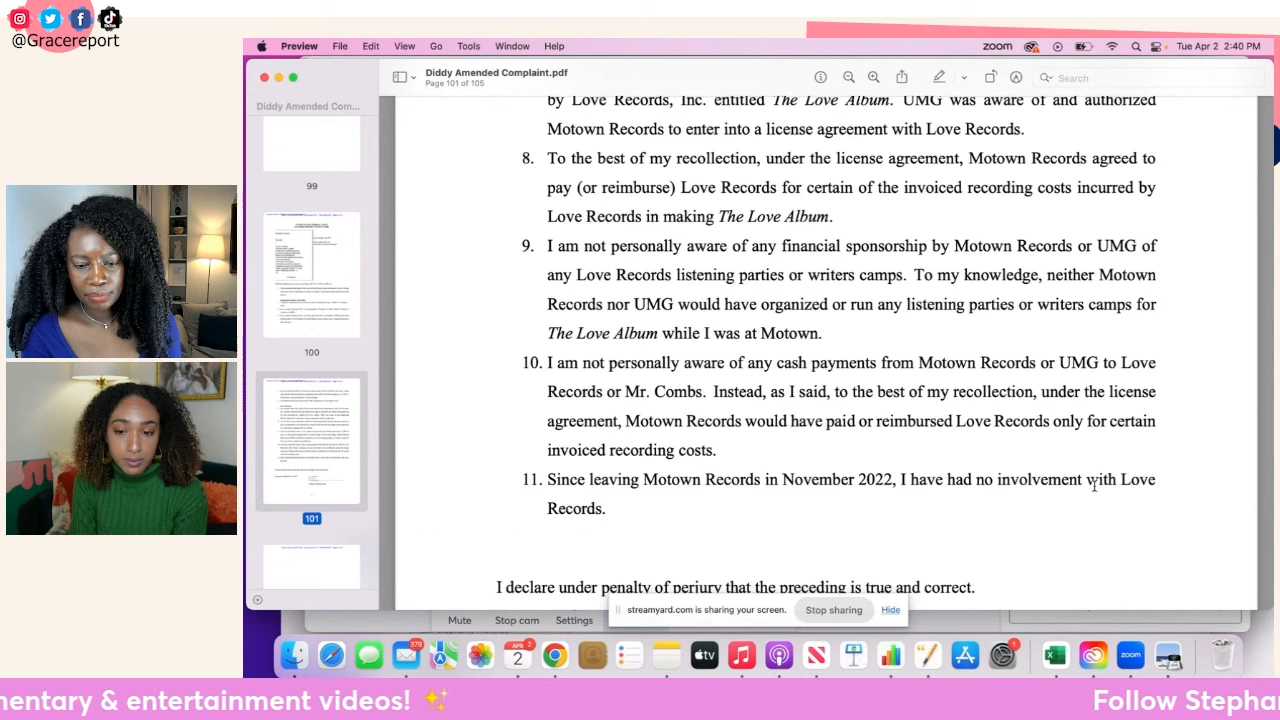 @Gracereport
Preview File Edit View Go Tools Window Help
zoom Tue Apr 2 2:40 PM
Diddy Amended Complaint.pdf
Page 101 of 105
Search
Diddy Amended Com...
99
100
101
by Love Records, Inc. entitled The Love Album. UMG was aware of and authorized
Motown Records to enter into a license agreement with Love Records.
8. To the best of my recollection, under the license agreement, Motown Records agreed to
pay (or reimburse) Love Records for certain of the invoiced recording costs incurred by
Love Records in making The Love Album.
9. I am not personally aware of any financial sponsorship by Motown Records or UMG of
any Love Records listening parties or writers camps. To my knowledge, neither Motown
Records nor UMG would have organized or run any listening parties or writers camps for
The Love Album while I was at Motown.
10. I am not personally aware of any cash payments from Motown Records or UMG to Love
Records or Mr. Combs. Instead, as I said, to the best of my recollection, under the license
agreement, Motown Records would have paid or reimbursed Love Records only for certain
invoiced recording costs.
11. Since leaving Motown Records in November 2022, I have had no involvement with Love
Records.
I declare under penalty of perjury that the preceding is true and correct.
streamyard.com is sharing your screen. Stop sharing Hide
Mute Stop cam Settings
379
APR 2
2
1
zoom
mentary & entertainment videos! ✨ Follow Stephan